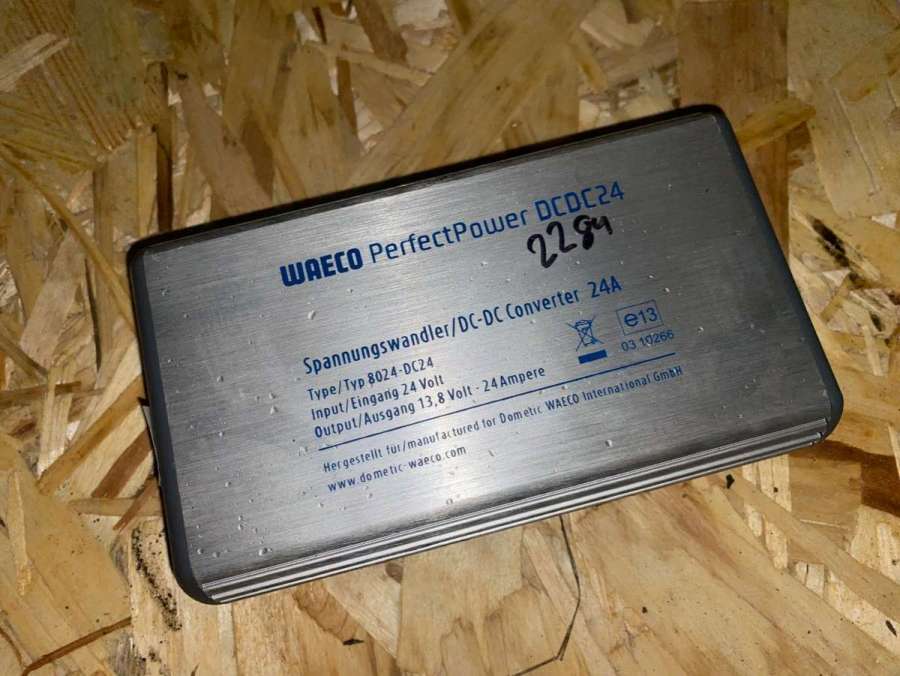 WAECO PerfectPower DCDC24
2284
Spannungswandler/DC-DC Converter 24A
Type/Typ 8024-DC24
Input/Eingang 24 Volt
Output/Ausgang 13,8 Volt - 24 Ampere
e13
03 10266
Hergestellt für/manufactured for Dometic WAECO International GmbH
www.dometic-waeco.com